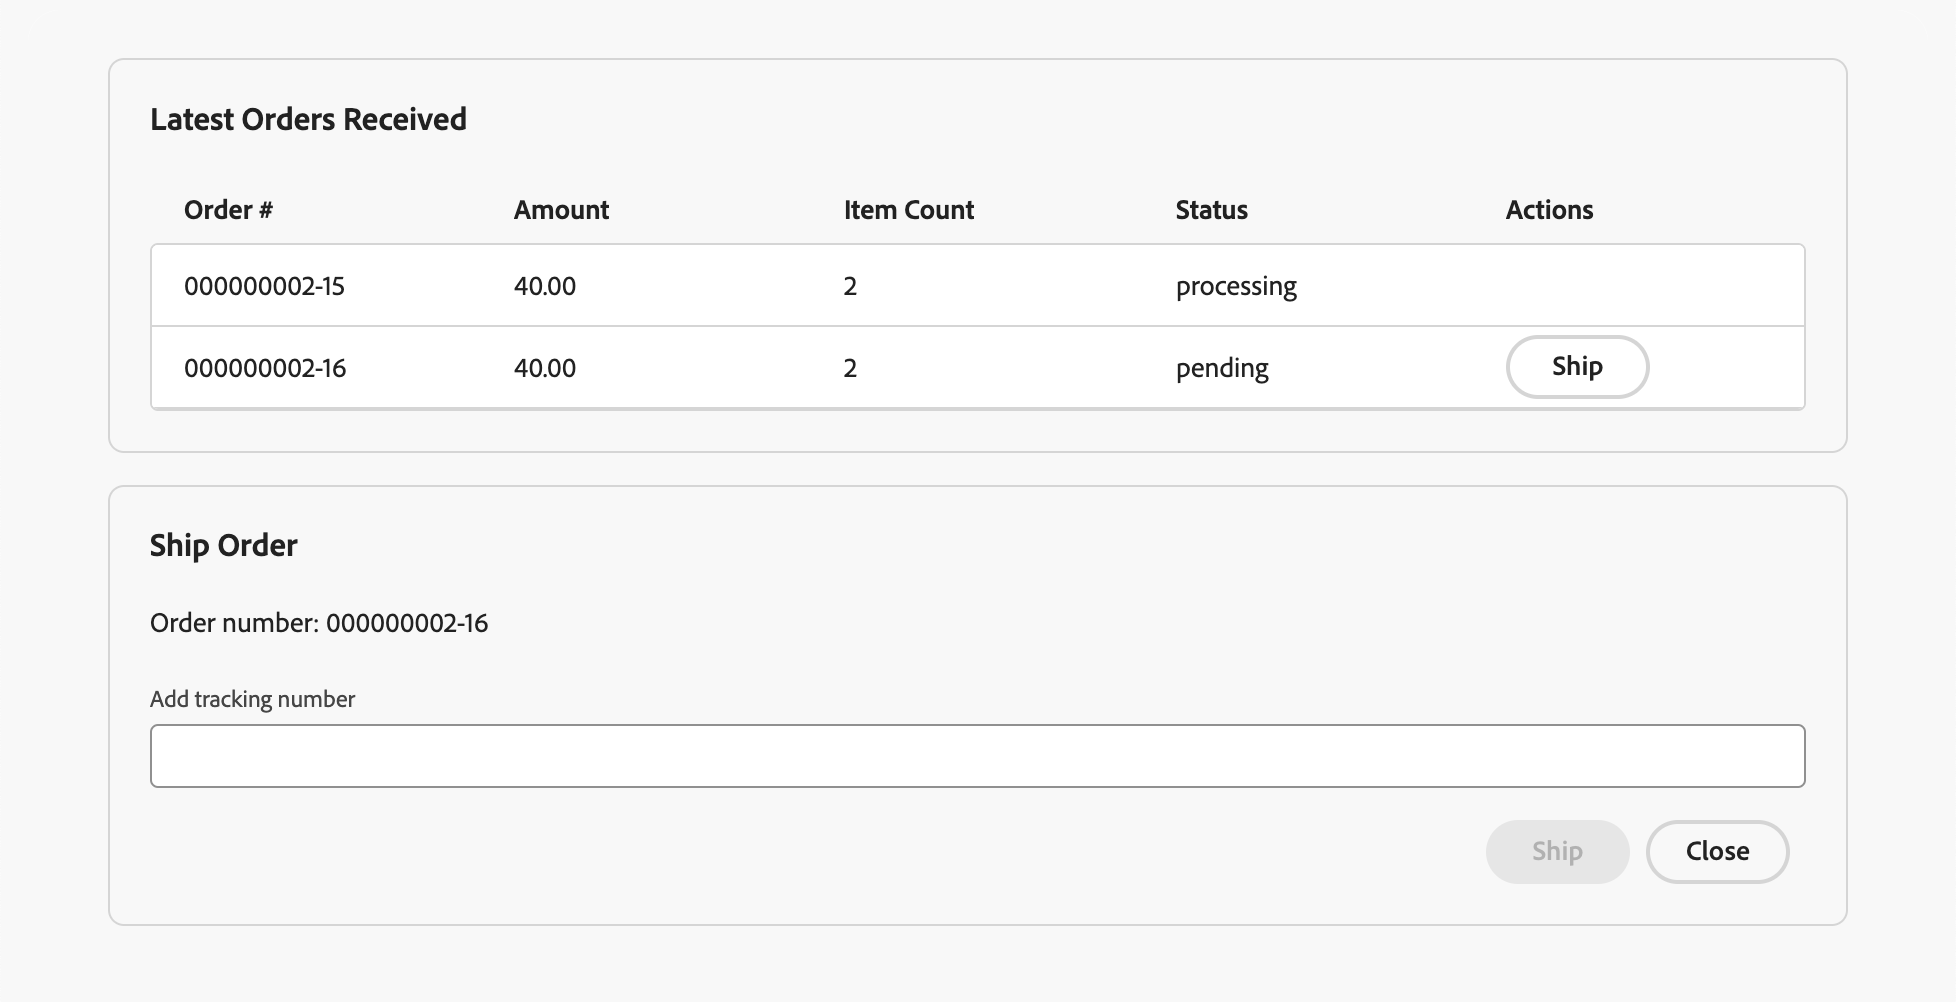 Latest Orders Received
Order # Amount Item Count Status Actions
000000002-15 40.00 2 processing
000000002-16 40.00 2 pending Ship
Ship Order
Order number: 000000002-16
Add tracking number
Ship Close